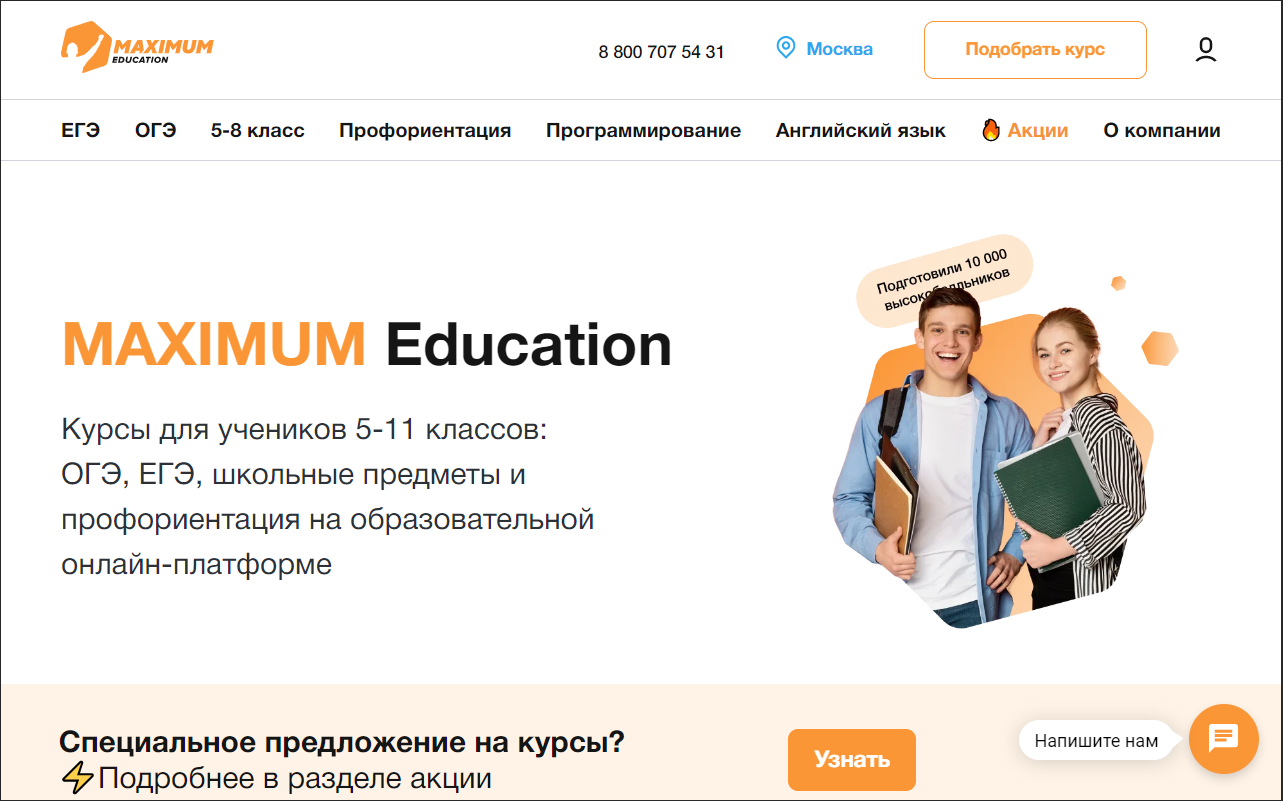 MAXIMUM
EDUCATION
8 800 707 54 31
Москва
Подобрать курс
ЕГЭ
ОГЭ
5-8 класс
Профориентация
Программирование
Английский язык
Акции
О компании
Подготовили 10 000
высокобалльников
MAXIMUM Education
Курсы для учеников 5-11 классов:
ОГЭ, ЕГЭ, школьные предметы и
профориентация на образовательной
онлайн-платформе
Специальное предложение на курсы?
⚡Подробнее в разделе акции
Узнать
Напишите нам